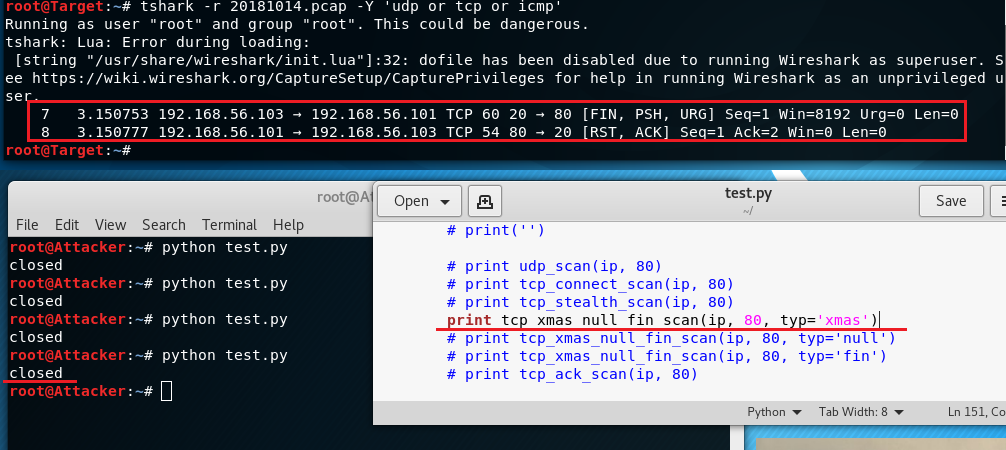 root@Target:~# tshark -r 20181014.pcap -Y 'udp or tcp or icmp'
Running as user "root" and group "root". This could be dangerous.
tshark: Lua: Error during loading:
 [string "/usr/share/wireshark/init.lua"]:32: dofile has been disabled due to running Wireshark as superuser. S
ee https://wiki.wireshark.org/CaptureSetup/CapturePrivileges for help in running Wireshark as an unprivileged u
ser.
7 3.150753 192.168.56.103 → 192.168.56.101 TCP 60 20 → 80 [FIN, PSH, URG] Seq=1 Win=8192 Urg=0 Len=0
8 3.150777 192.168.56.101 → 192.168.56.103 TCP 54 80 → 20 [RST, ACK] Seq=1 Ack=2 Win=0 Len=0
root@Target:~#
root@At
File Edit View Search Terminal Help
root@Attacker:~# python test.py
closed
root@Attacker:~# python test.py
closed
root@Attacker:~# python test.py
closed
root@Attacker:~# python test.py
closed
root@Attacker:~#
Open
test.py
~/
Save
# print('')
# print udp_scan(ip, 80)
# print tcp_connect_scan(ip, 80)
# print tcp_stealth_scan(ip, 80)
print tcp_xmas_null_fin_scan(ip, 80, typ='xmas')
# print tcp_xmas_null_fin_scan(ip, 80, typ='null')
# print tcp_xmas_null_fin_scan(ip, 80, typ='fin')
# print tcp_ack_scan(ip, 80)
Python Tab Width: 8 Ln 151, Co